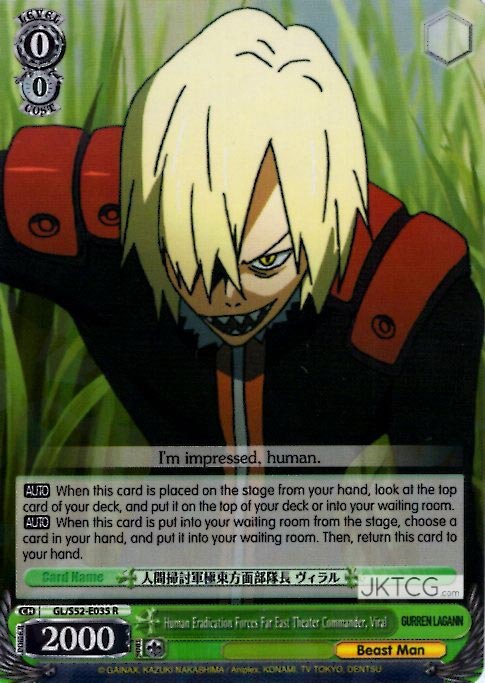 LEVEL
0
0
COST
I'm impressed, human.
AUTO When this card is placed on the stage from your hand, look at the top
card of your deck, and put it on the top of your deck or into your waiting room.
AUTO When this card is put into your waiting room from the stage, choose a
card in your hand, and put it into your waiting room. Then, return this card to
your hand.
Card Name 人間掃討軍極東方面部隊長 ヴィラル
JKTCG.com
CH GL/S52-E035 R
POWER 2000 SOUL
Human Eradication Forces Far East Theater Commander, Viral
GURREN LAGANN
Beast Man
© GAINAX, KAZUKI NAKASHIMA / Aniplex, KONAMI, TV TOKYO, DENTSU